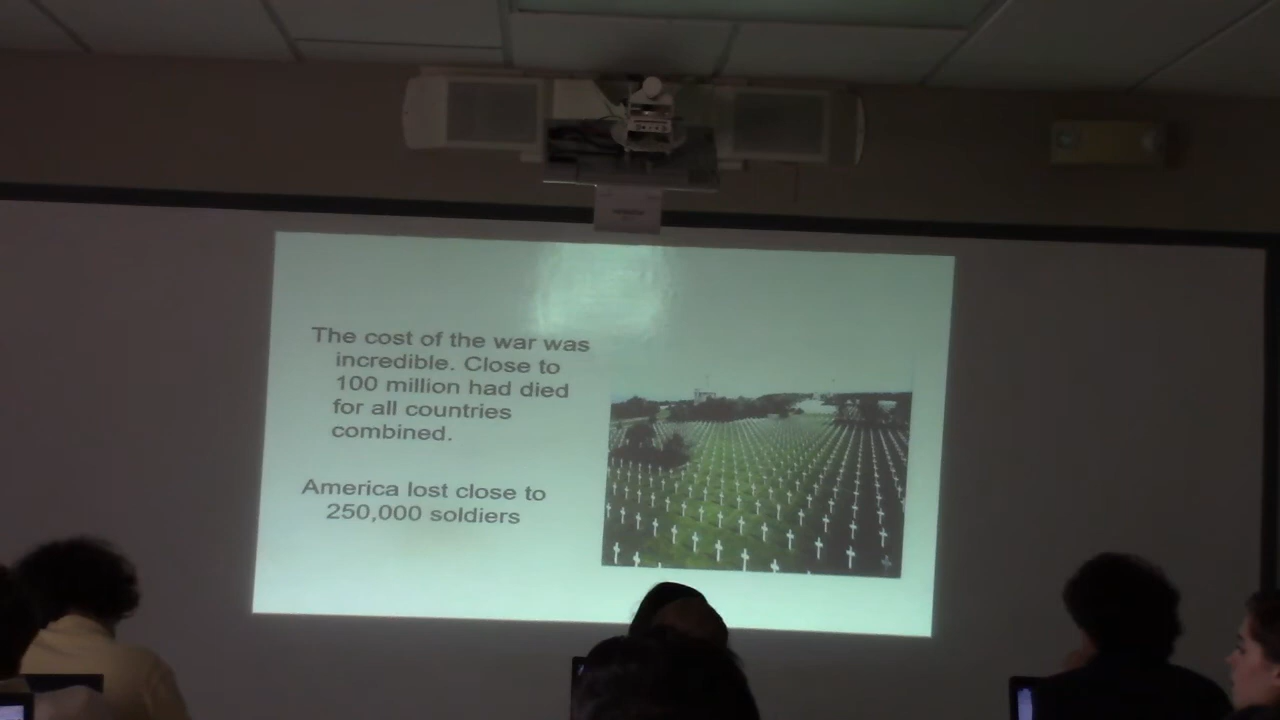 The cost of the war was
incredible. Close to
100 million had died
for all countries
combined.
America lost close to
250,000 soldiers